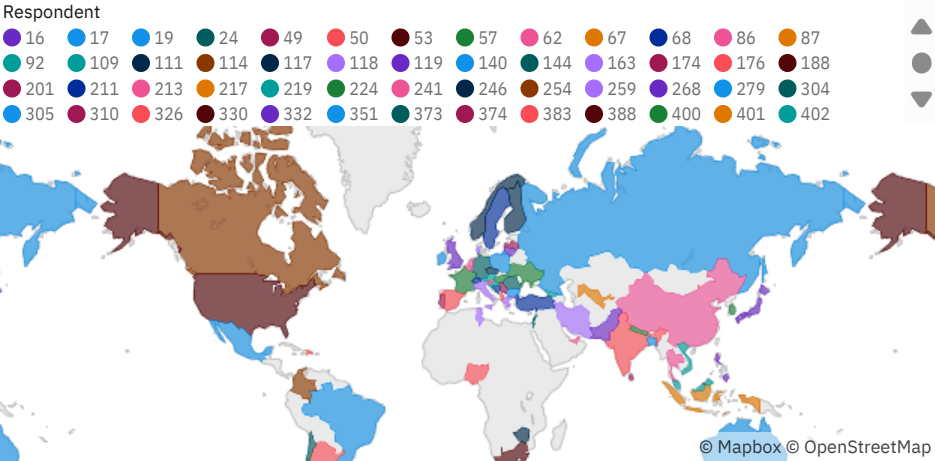 Respondent
16 17 19 24 49 50 53 57 62 67 68 86 87
92 109 111 114 117 118 119 140 144 163 174 176 188
201 211 213 217 219 224 241 246 254 259 268 279 304
305 310 326 330 332 351 373 374 383 388 400 401 402
© Mapbox © OpenStreetMap